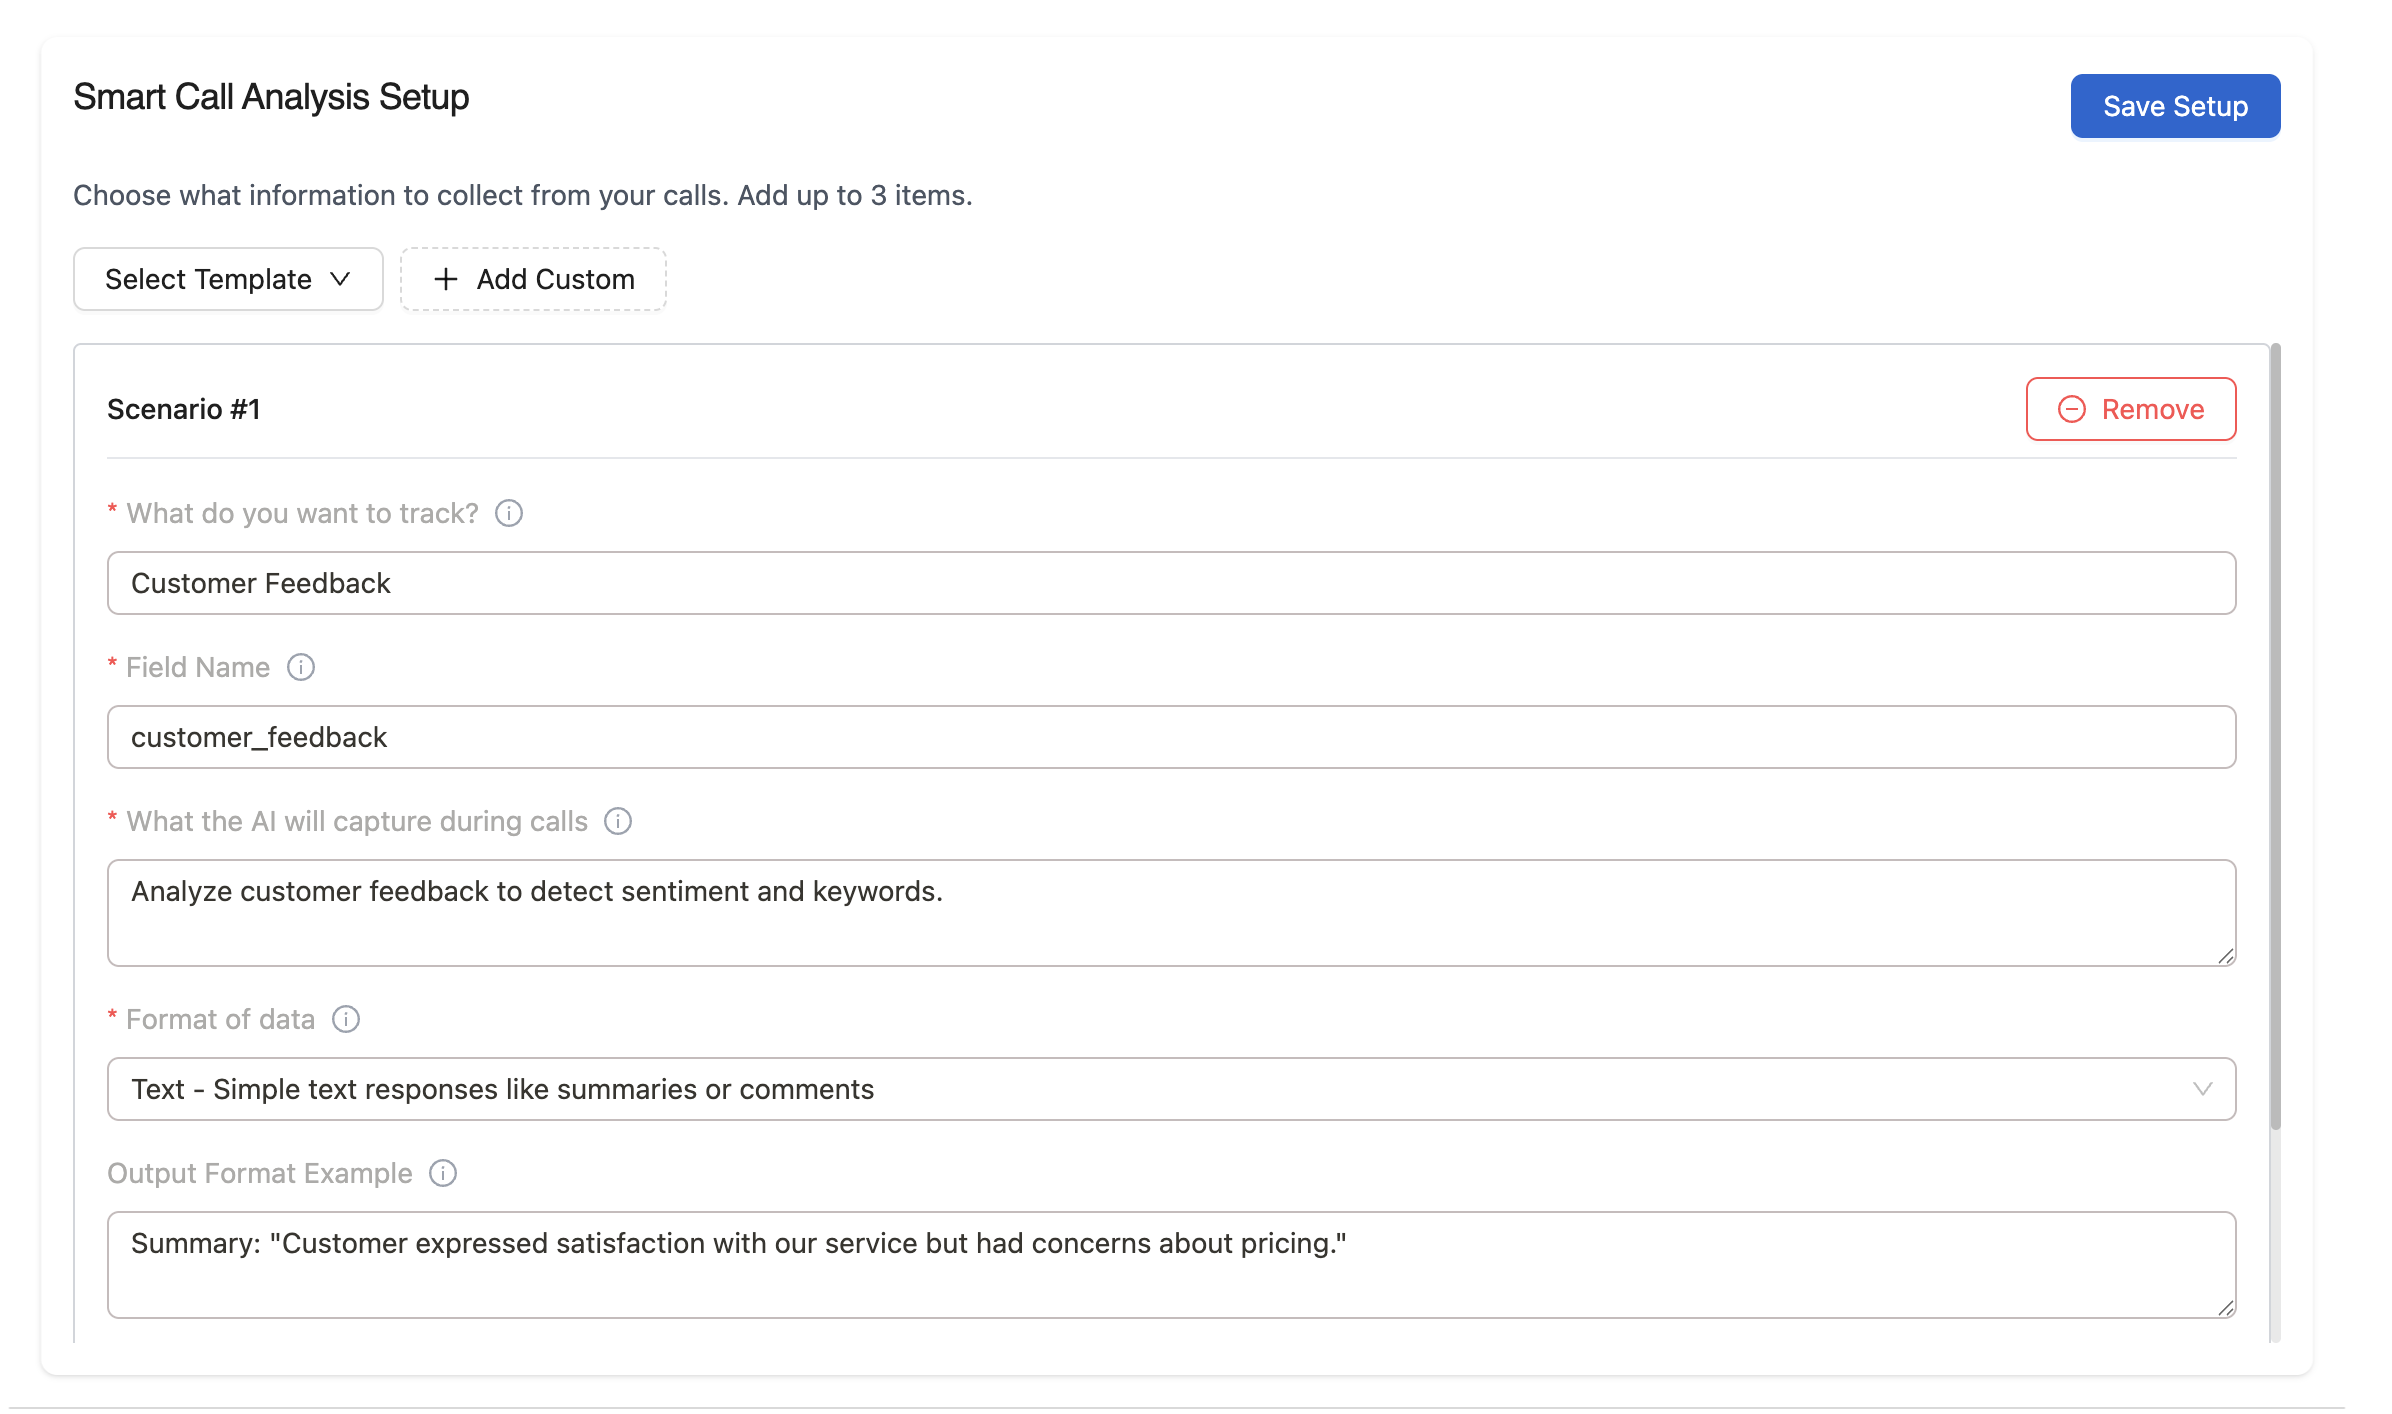 Smart Call Analysis Setup
Save Setup
Choose what information to collect from your calls. Add up to 3 items.
Select Template
+ Add Custom
Scenario #1
Remove
* What do you want to track?
Customer Feedback
* Field Name
customer_feedback
* What the AI will capture during calls
Analyze customer feedback to detect sentiment and keywords.
* Format of data
Text - Simple text responses like summaries or comments
Output Format Example
Summary: "Customer expressed satisfaction with our service but had concerns about pricing."